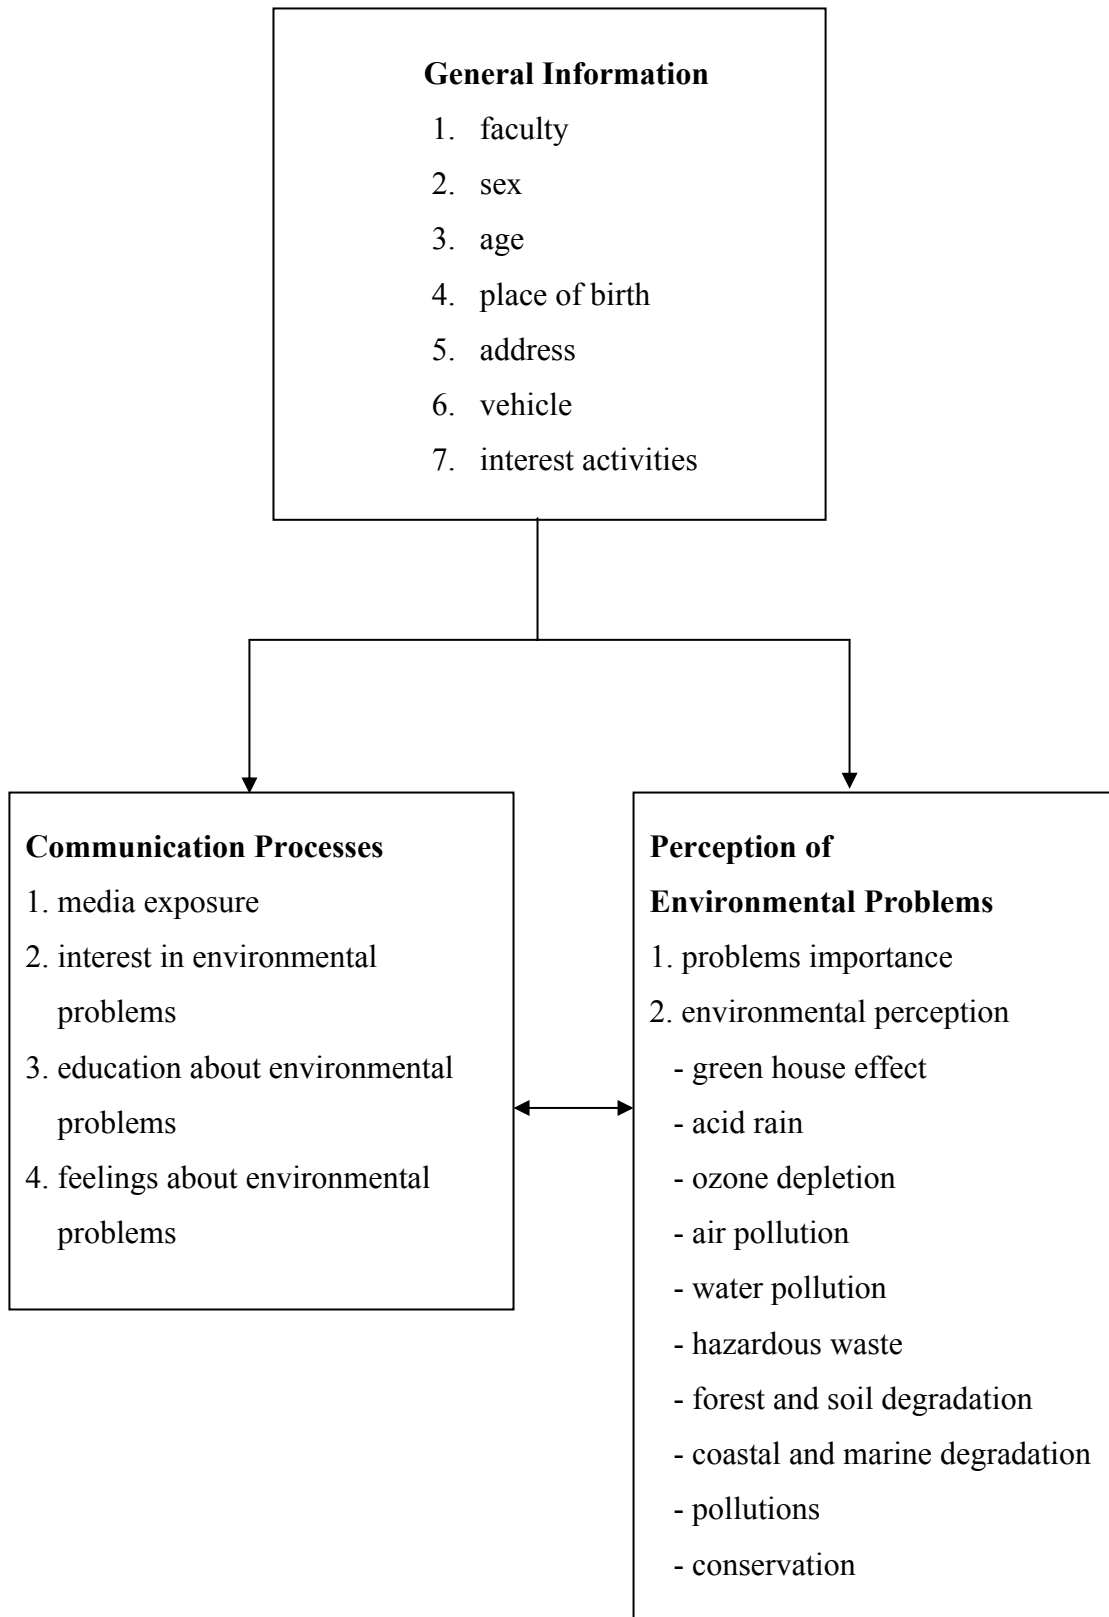 General Information
1. faculty
2. sex
3. age
4. place of birth
5. address
6. vehicle
7. interest activities
Communication Processes
1. media exposure
2. interest in environmental
problems
3. education about environmental
problems
4. feelings about environmental
problems
Perception of
Environmental Problems
1. problems importance
2. environmental perception
- green house effect
- acid rain
- ozone depletion
- air pollution
- water pollution
- hazardous waste
- forest and soil degradation
- coastal and marine degradation
- pollutions
- conservation